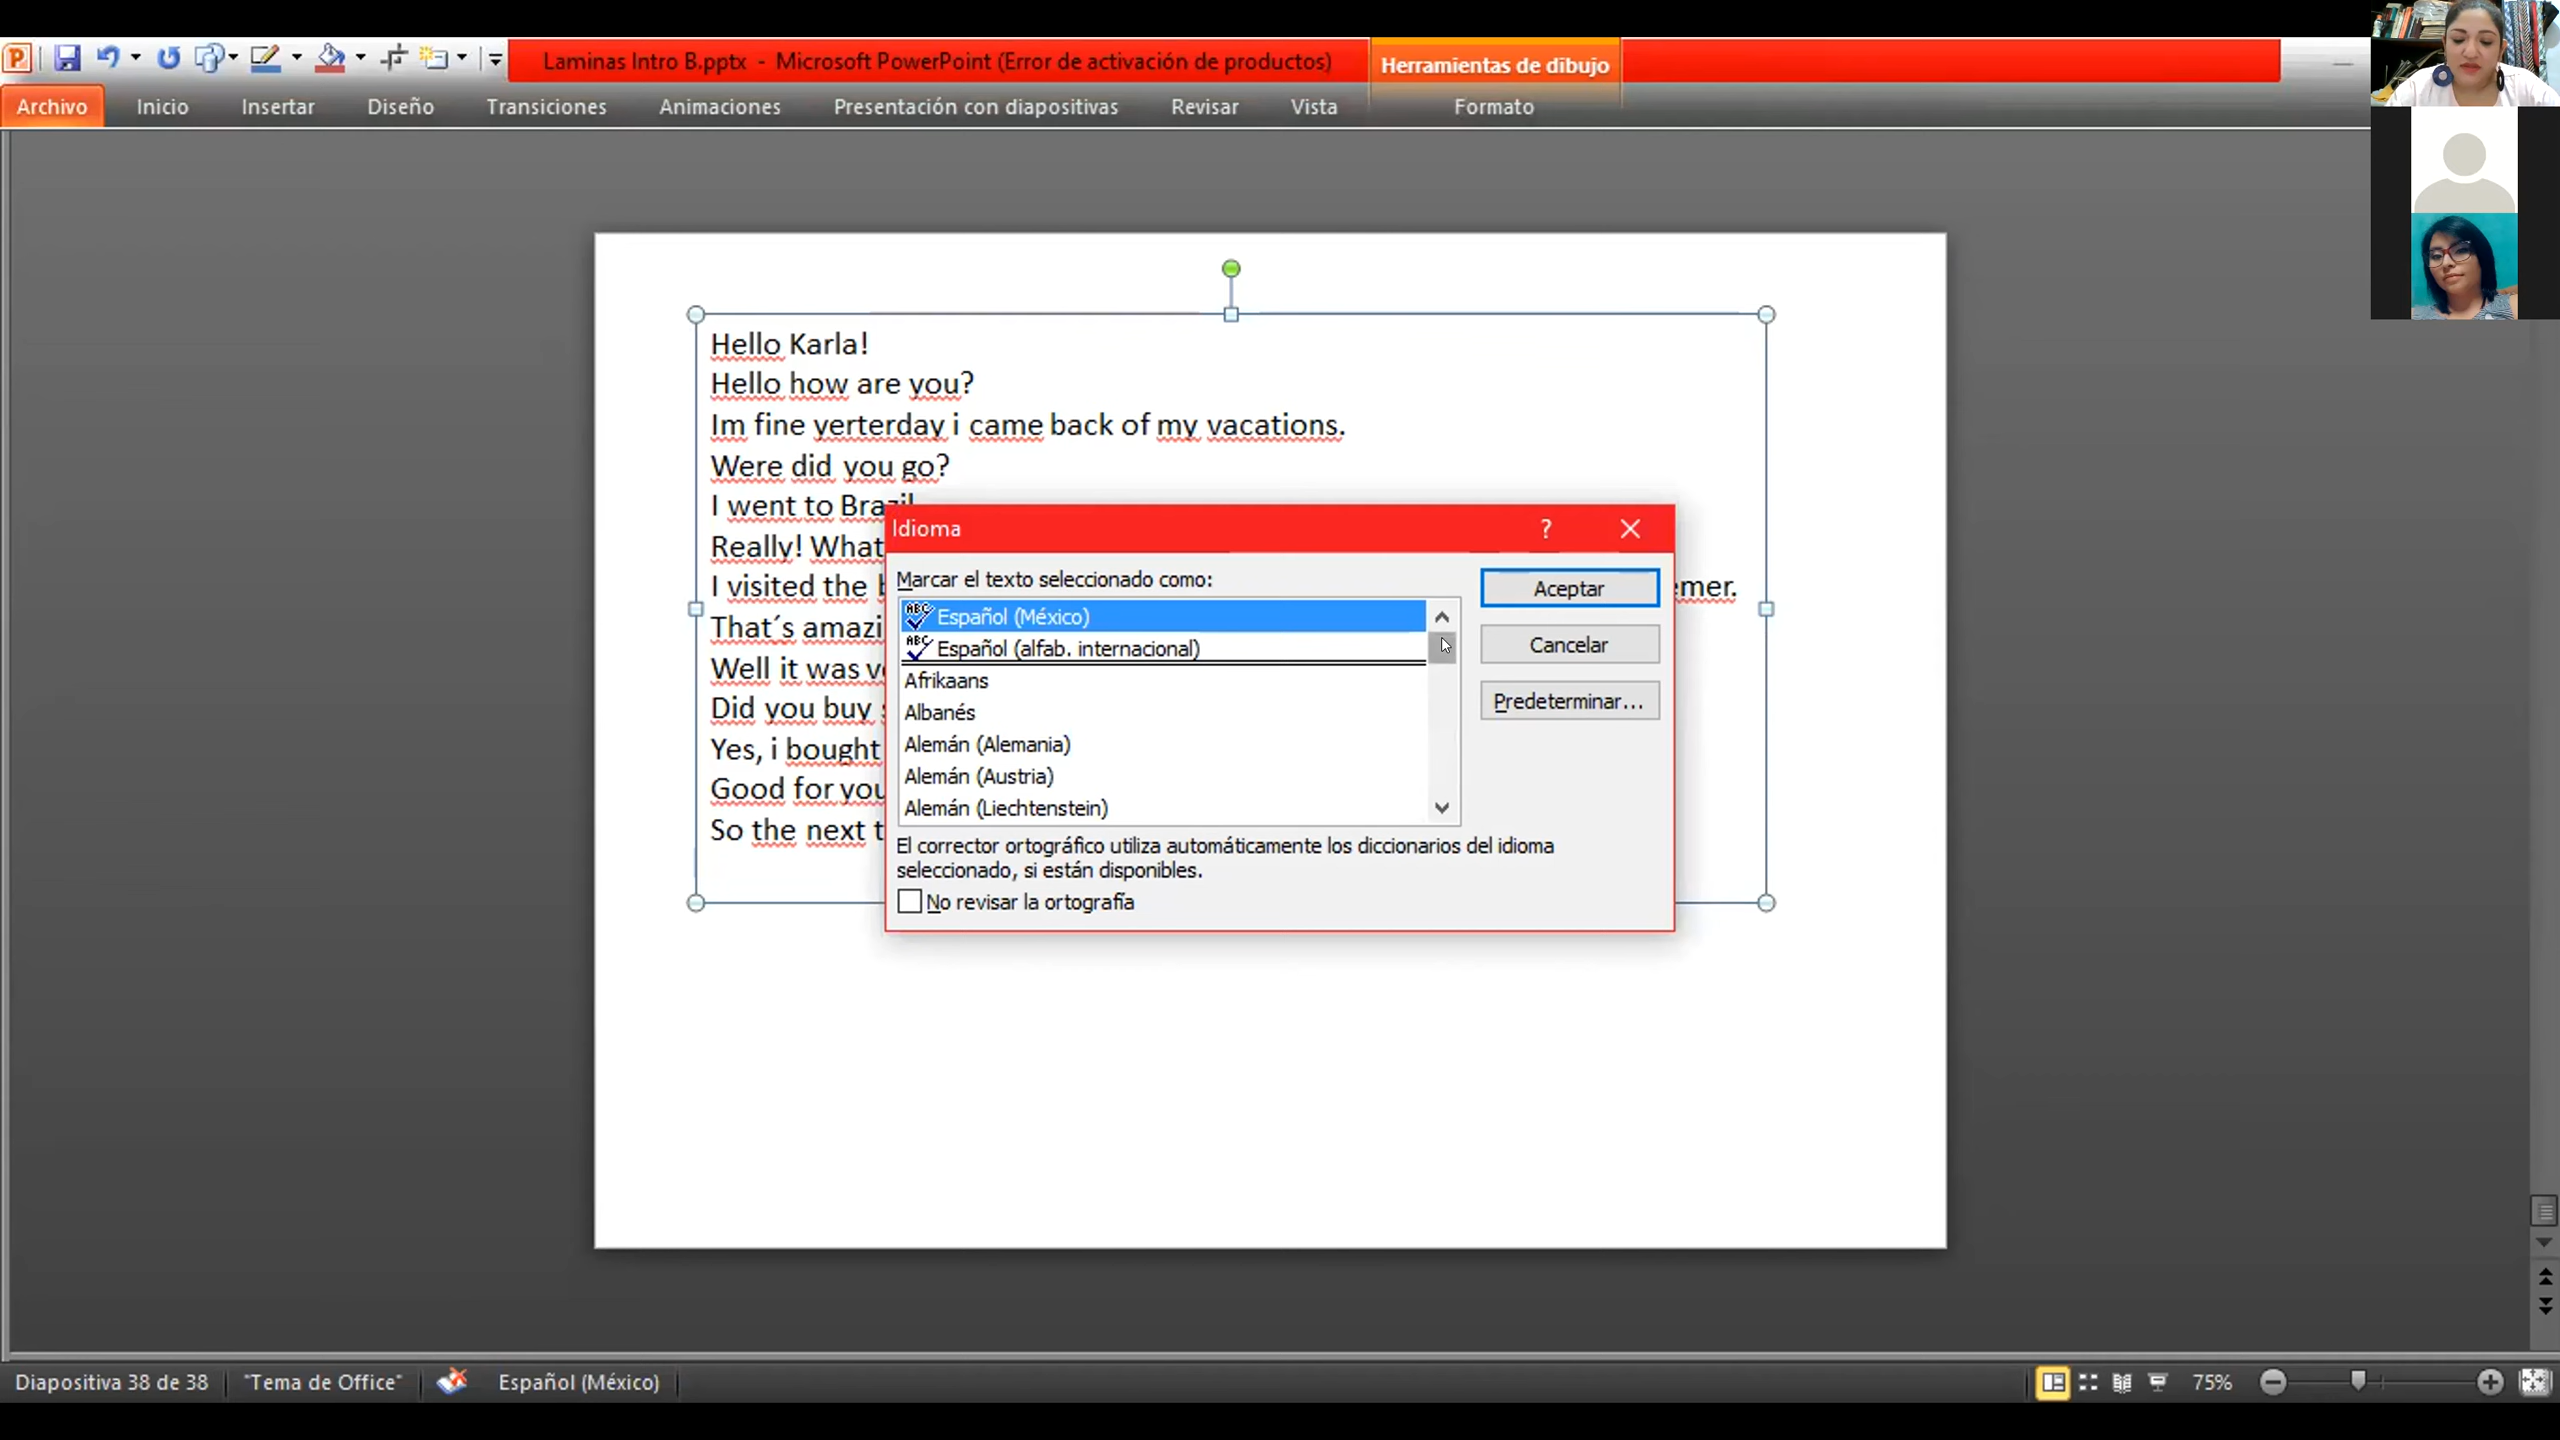 Laminas Intro B.pptx - Microsoft PowerPoint (Error de activación de productos)
Herramientas de dibujo
Archivo Inicio Insertar Diseño Transiciones Animaciones Presentación con diapositivas Revisar Vista Formato
Hello Karla!
Hello how are you?
Im fine yerterday i came back of my vacations.
Were did you go?
I went to Brazil
Really! What
I visited the b emer.
That´s amazi
Well it was ve
Did you buy s
Yes, i bought
Good for you
So the next t
Idioma
Marcar el texto seleccionado como:
Español (México)
Español (alfab. internacional)
Afrikaans
Albanés
Alemán (Alemania)
Alemán (Austria)
Alemán (Liechtenstein)
Aceptar
Cancelar
Predeterminar...
El corrector ortográfico utiliza automáticamente los diccionarios del idioma
seleccionado, si están disponibles.
No revisar la ortografía
Diapositiva 38 de 38 "Tema de Office" Español (México) 75%